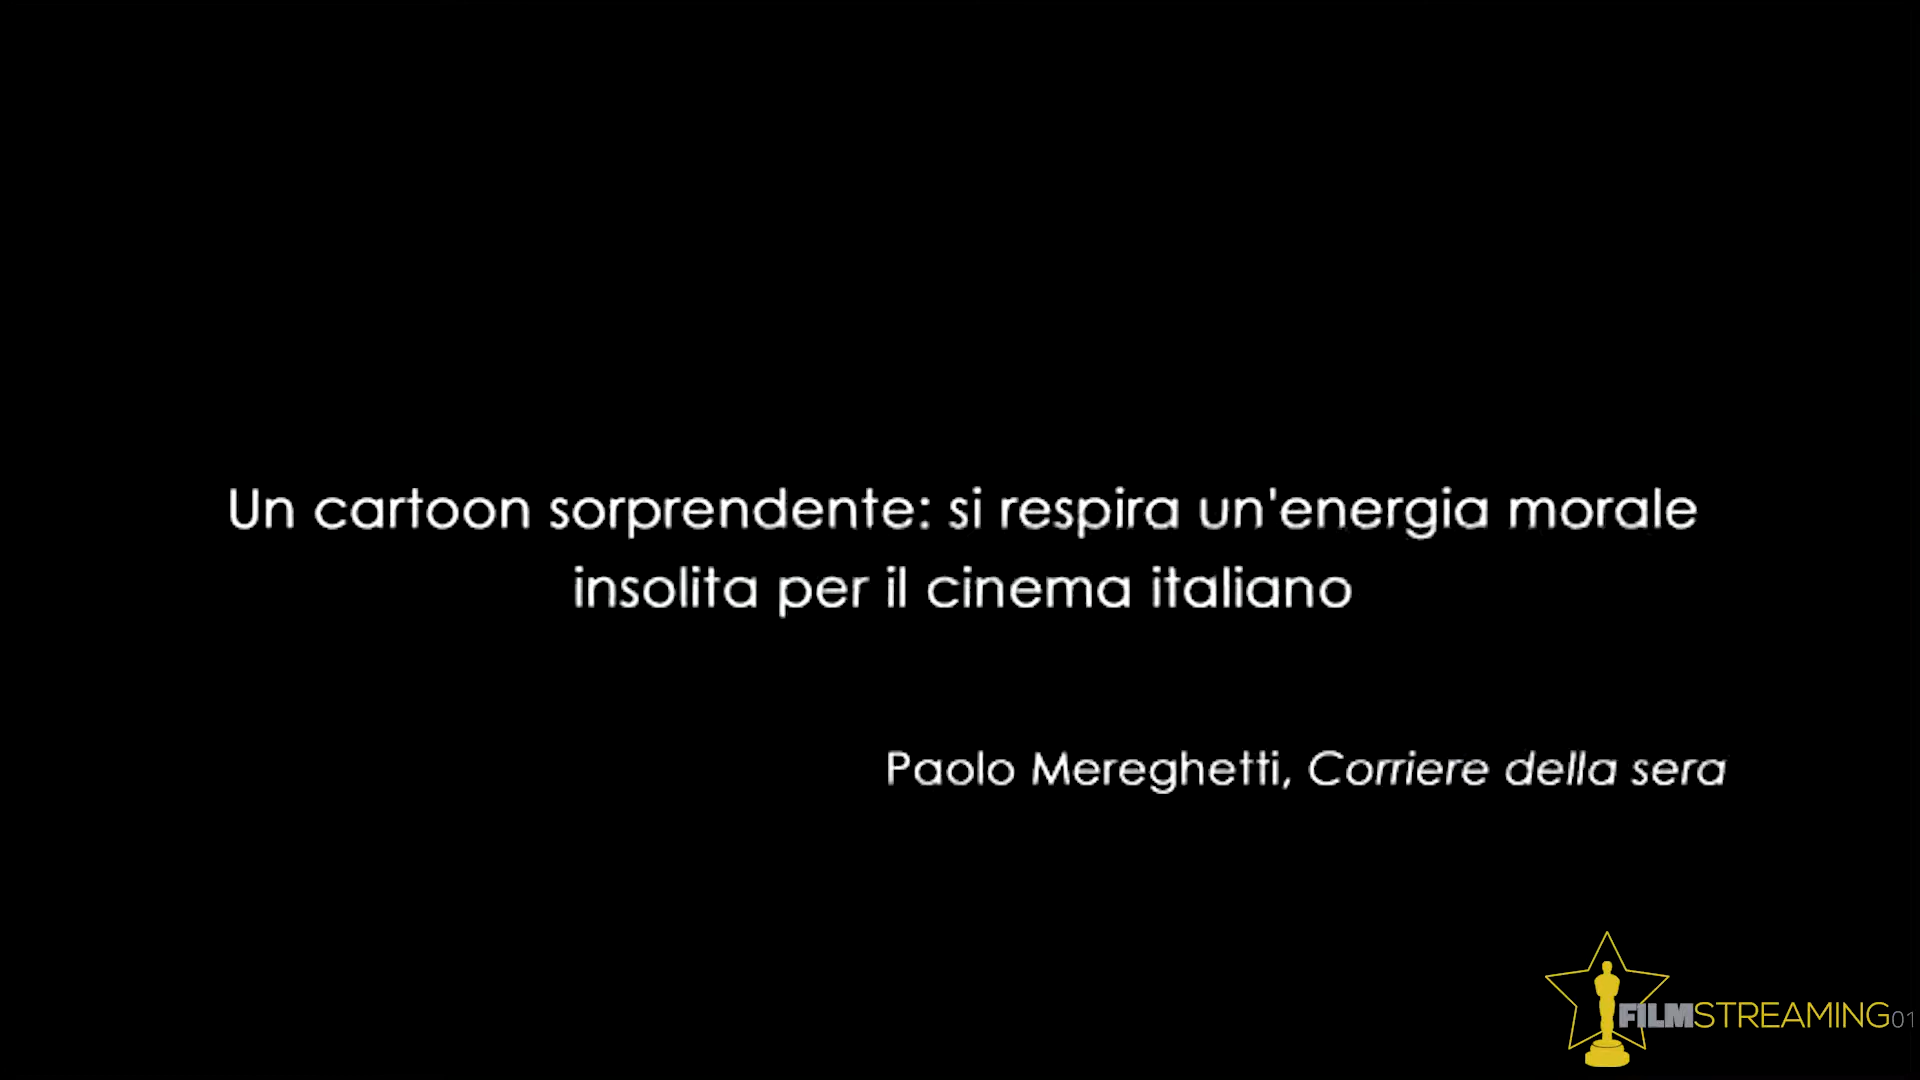 Un cartoon sorprendente: si respira un'energia morale
insolita per il cinema italiano
Paolo Mereghetti, Corriere della sera
FILMSTREAMING01